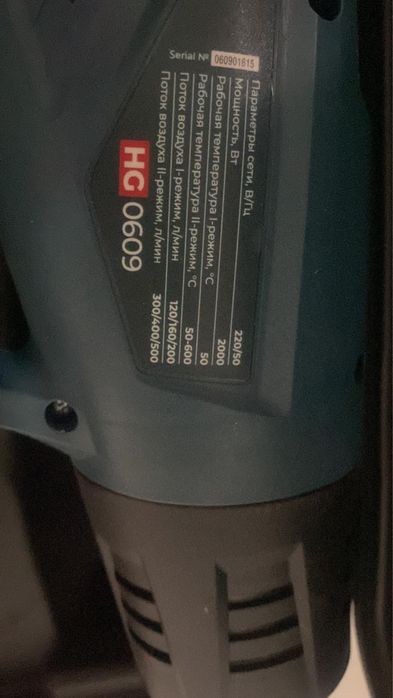 HG 0609
Параметры сети, В/Гц 220/50
Мощность, Вт 2000
Рабочая температура I-режим, °C 50
Рабочая температура II-режим, °C 50-600
Поток воздуха I-режим, л/мин 120/160/200
Поток воздуха II-режим, л/мин 300/400/500
Serial № 060901615